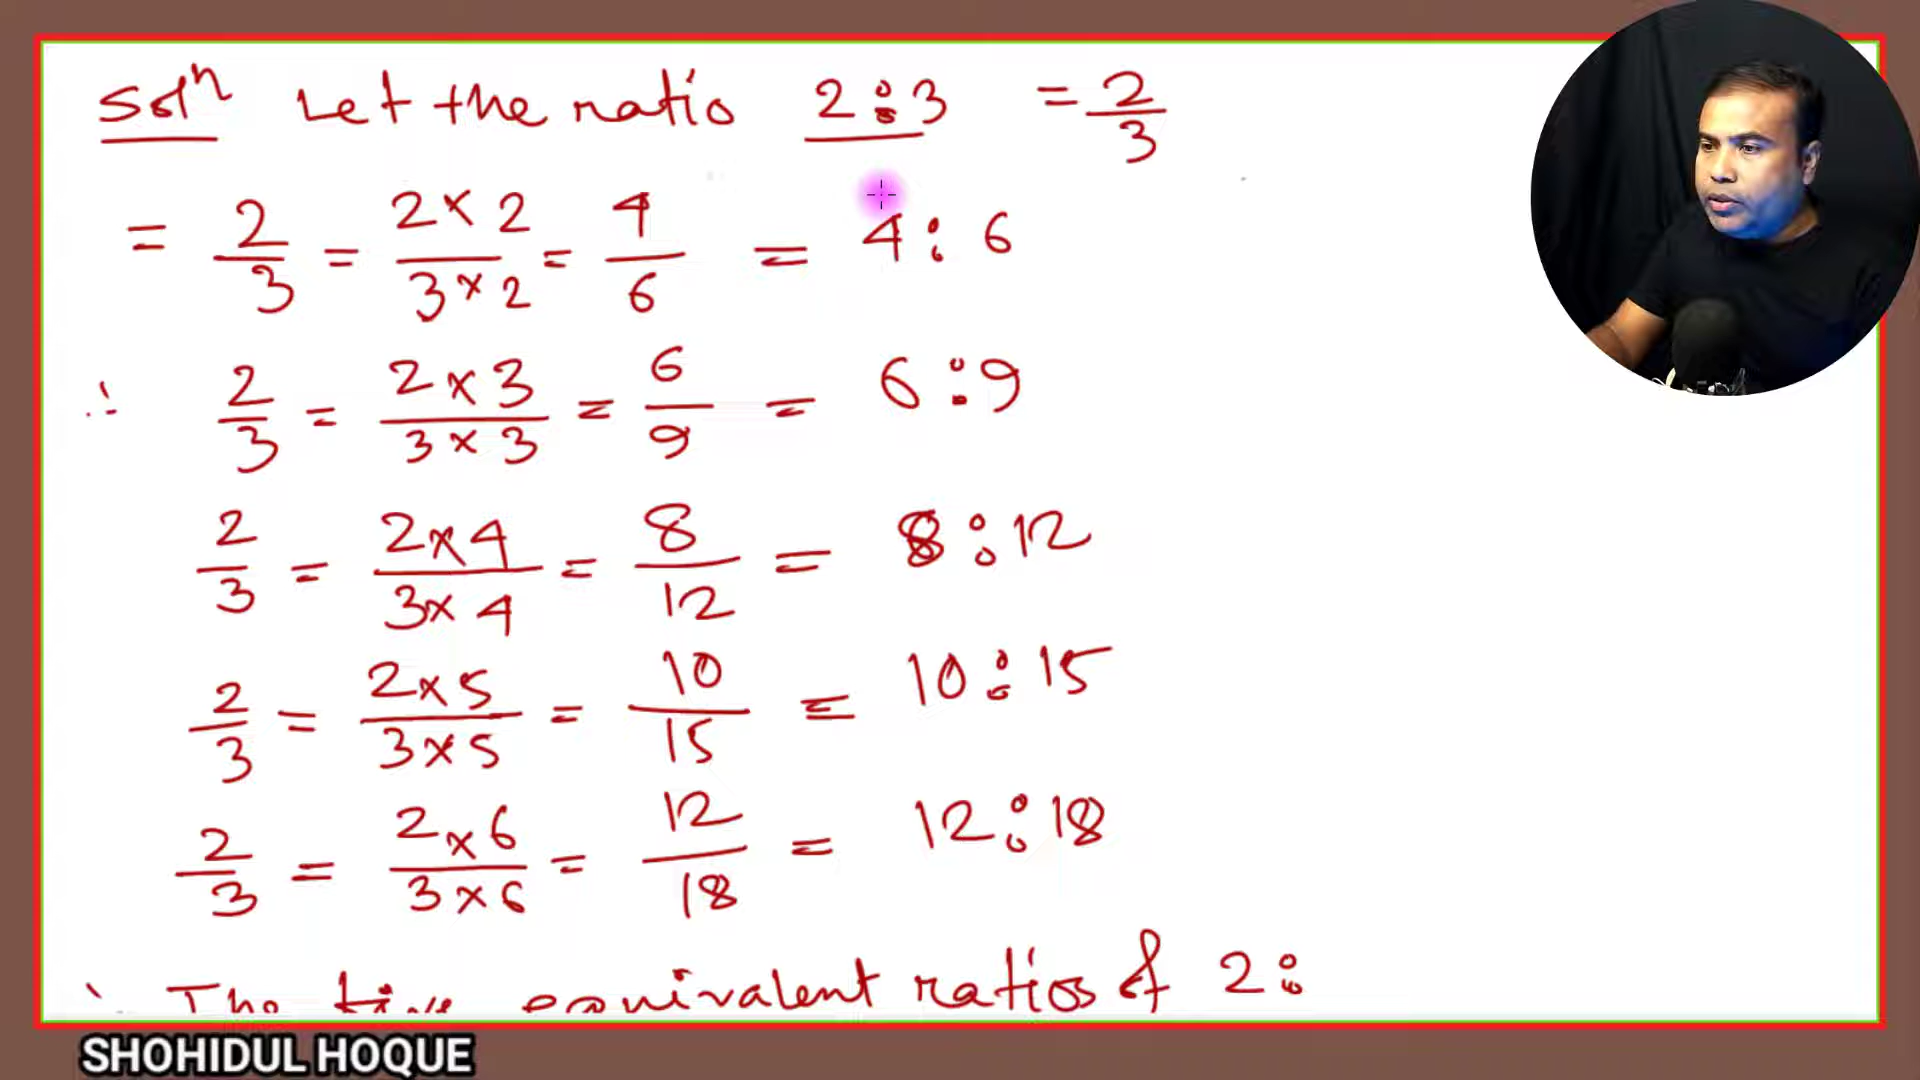 Solⁿ Let the ratio 2:3 = 2/3
= 2/3 = 2×2/3×2 = 4/6 = 4:6
∴ 2/3 = 2×3/3×3 = 6/9 = 6:9
2/3 = 2×4/3×4 = 8/12 = 8:12
2/3 = 2×5/3×5 = 10/15 = 10:15
2/3 = 2×6/3×6 = 12/18 = 12:18
The five equivalent ratios of 2:
SHOHIDUL HOQUE